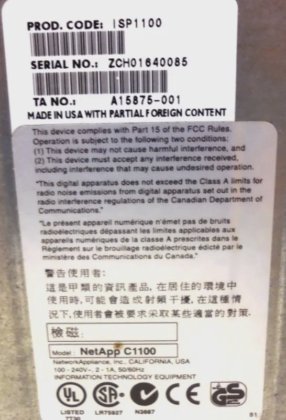 PROD. CODE: ISP1100
SERIAL NO.: ZCH01640085
TA NO.: A15875-001
MADE IN USA WITH PARTIAL FOREIGN CONTENT
This device complies with Part 15 of the FCC Rules.
Operation is subject to the following two conditions:
(1) This device may not cause harmful interference, and
(2) This device must accept any interference received,
including interference that may cause undesired operation.
"This digital apparatus does not exceed the Class A limits for
radio noise emissions from digital apparatus set out in the
radio interference regulations of the Canadian Department of
Communications."
"Le présent appareil numérique n'émet pas de bruits
radioélectriques dépassant les limites applicables aux
appareils numériques de la classe A prescrites dans le
Règlement sur le brouillage radioélectrique édicté par le
ministère des Communications du Canada."
警告使用者:
這是甲類的資訊產品, 在居住的環境中
使用時, 可能會造成射頻干擾, 在這種情
況下, 使用者會被要求采取某些適當的對策.
檢磁:
Model: NetApp C1100
NetworkAppliance, Inc., CALIFORNIA, USA
100 - 240V~, 2 - 1A, 50/60Hz
INFORMATION TECHNOLOGY EQUIPMENT
UL SA CE GS
LISTED LR75927 N2667